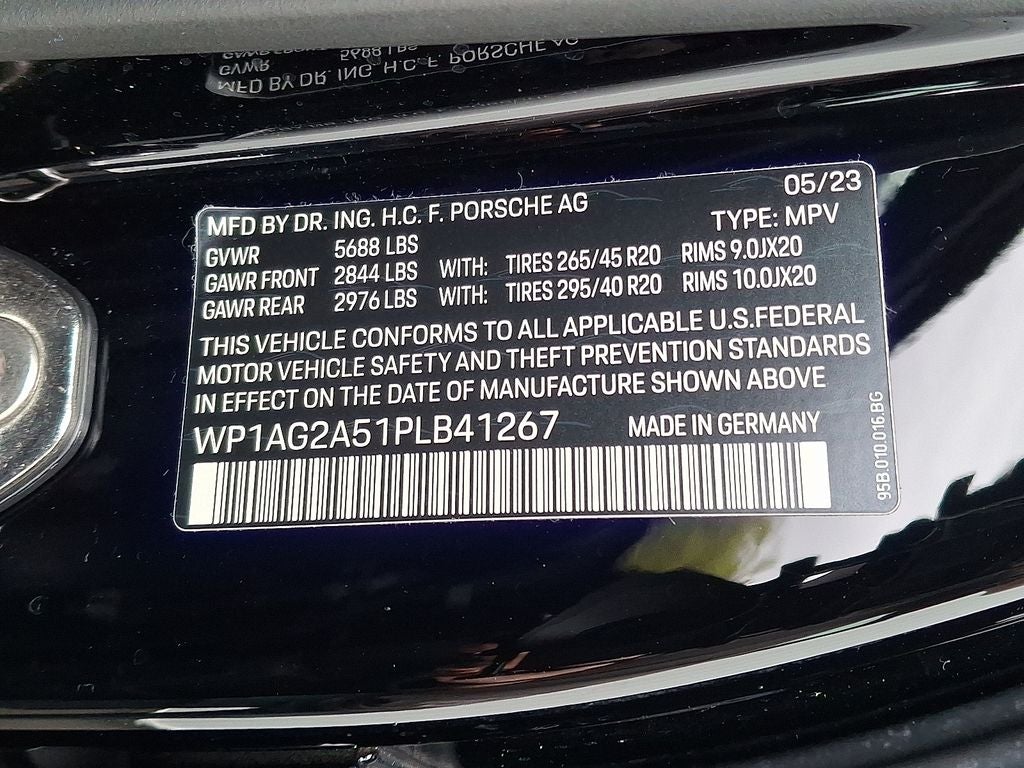 05/23
MFD BY DR. ING. H.C. F. PORSCHE AG TYPE: MPV
GVWR 5688 LBS
GAWR FRONT 2844 LBS WITH: TIRES 265/45 R20 RIMS 9.0JX20
GAWR REAR 2976 LBS WITH: TIRES 295/40 R20 RIMS 10.0JX20
THIS VEHICLE CONFORMS TO ALL APPLICABLE U.S.FEDERAL
MOTOR VEHICLE SAFETY AND THEFT PREVENTION STANDARDS
IN EFFECT ON THE DATE OF MANUFACTURE SHOWN ABOVE
WP1AG2A51PLB41267 MADE IN GERMANY
95B.010.016.BG